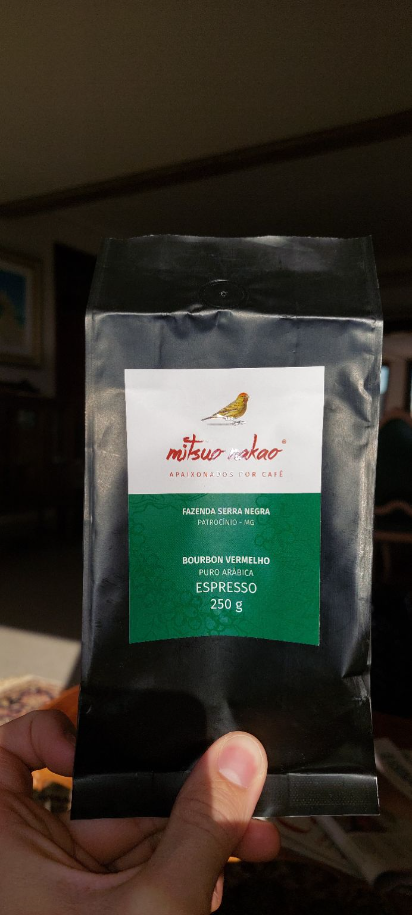 mitsuo nakao®
APAIXONADOS POR CAFÉ
FAZENDA SERRA NEGRA
PATROCÍNIO - MG
BOURBON VERMELHO
PURO ARÁBICA
ESPRESSO
250 g